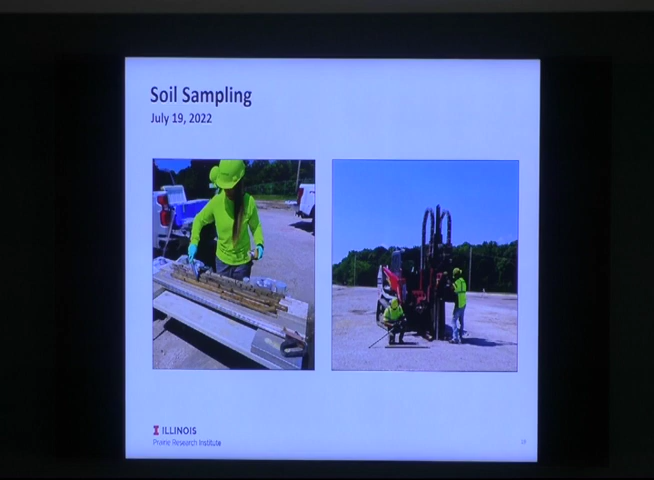 Soil Sampling
July 19, 2022
I ILLINOIS
Prairie Research Institute